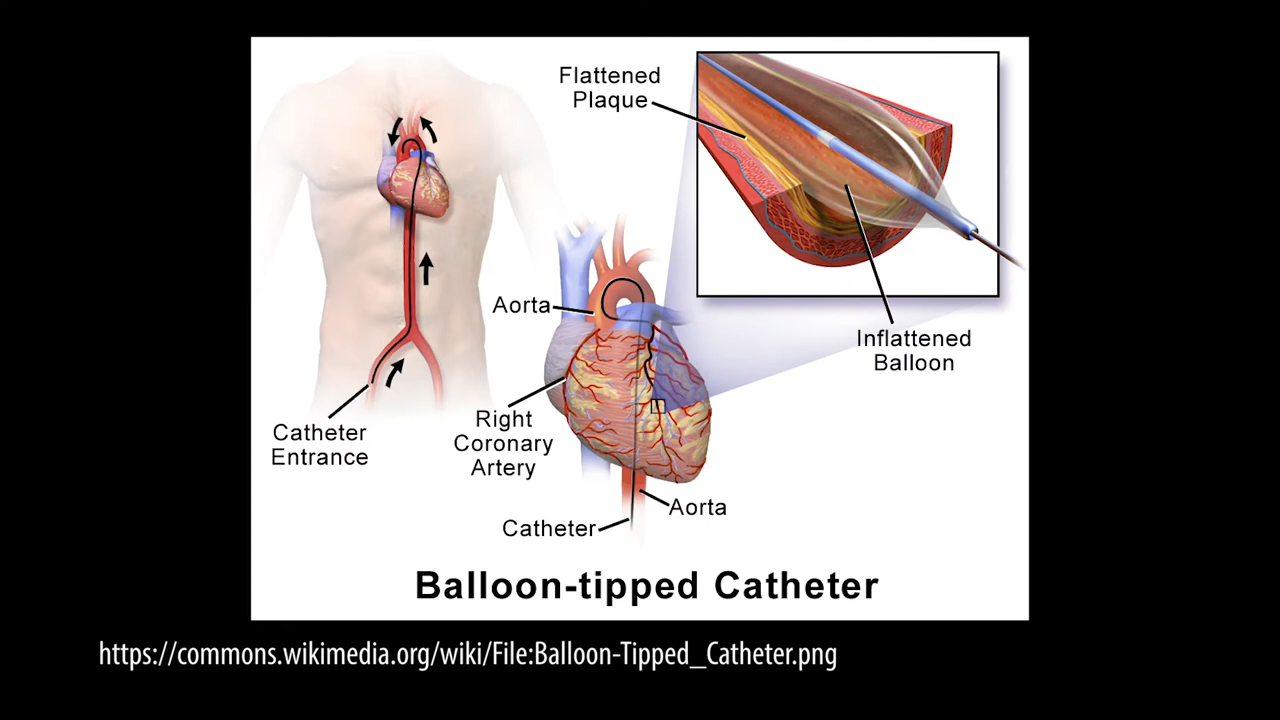 Flattened
Plaque
Aorta
Inflattened
Balloon
Catheter
Entrance
Right
Coronary
Artery
Aorta
Catheter
Balloon-tipped Catheter
https://commons.wikimedia.org/wiki/File:Balloon-Tipped_Catheter.png